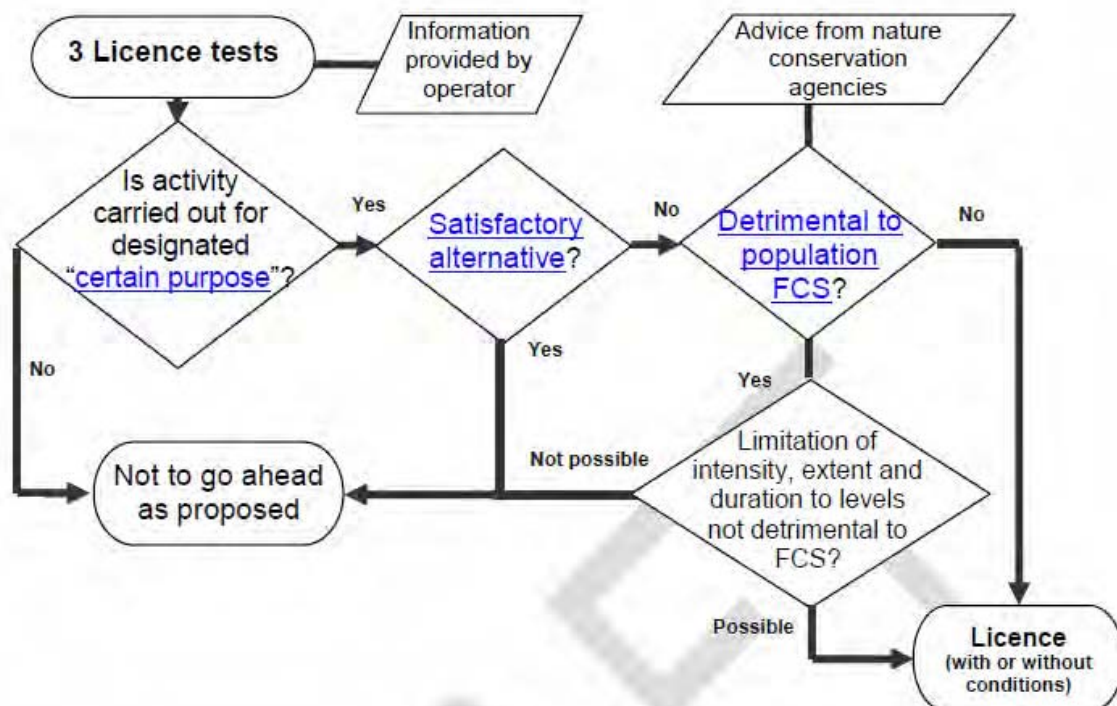 3 Licence tests
Information
provided by
operator
Advice from nature
conservation
agencies
Is activity
carried out for
designated
“certain purpose”?
Yes
Satisfactory
alternative?
No
Detrimental to
population
FCS?
No
No
Yes
Yes
Not to go ahead
as proposed
Not possible
Limitation of
intensity, extent and
duration to levels
not detrimental to
FCS?
Possible
Licence
(with or without
conditions)